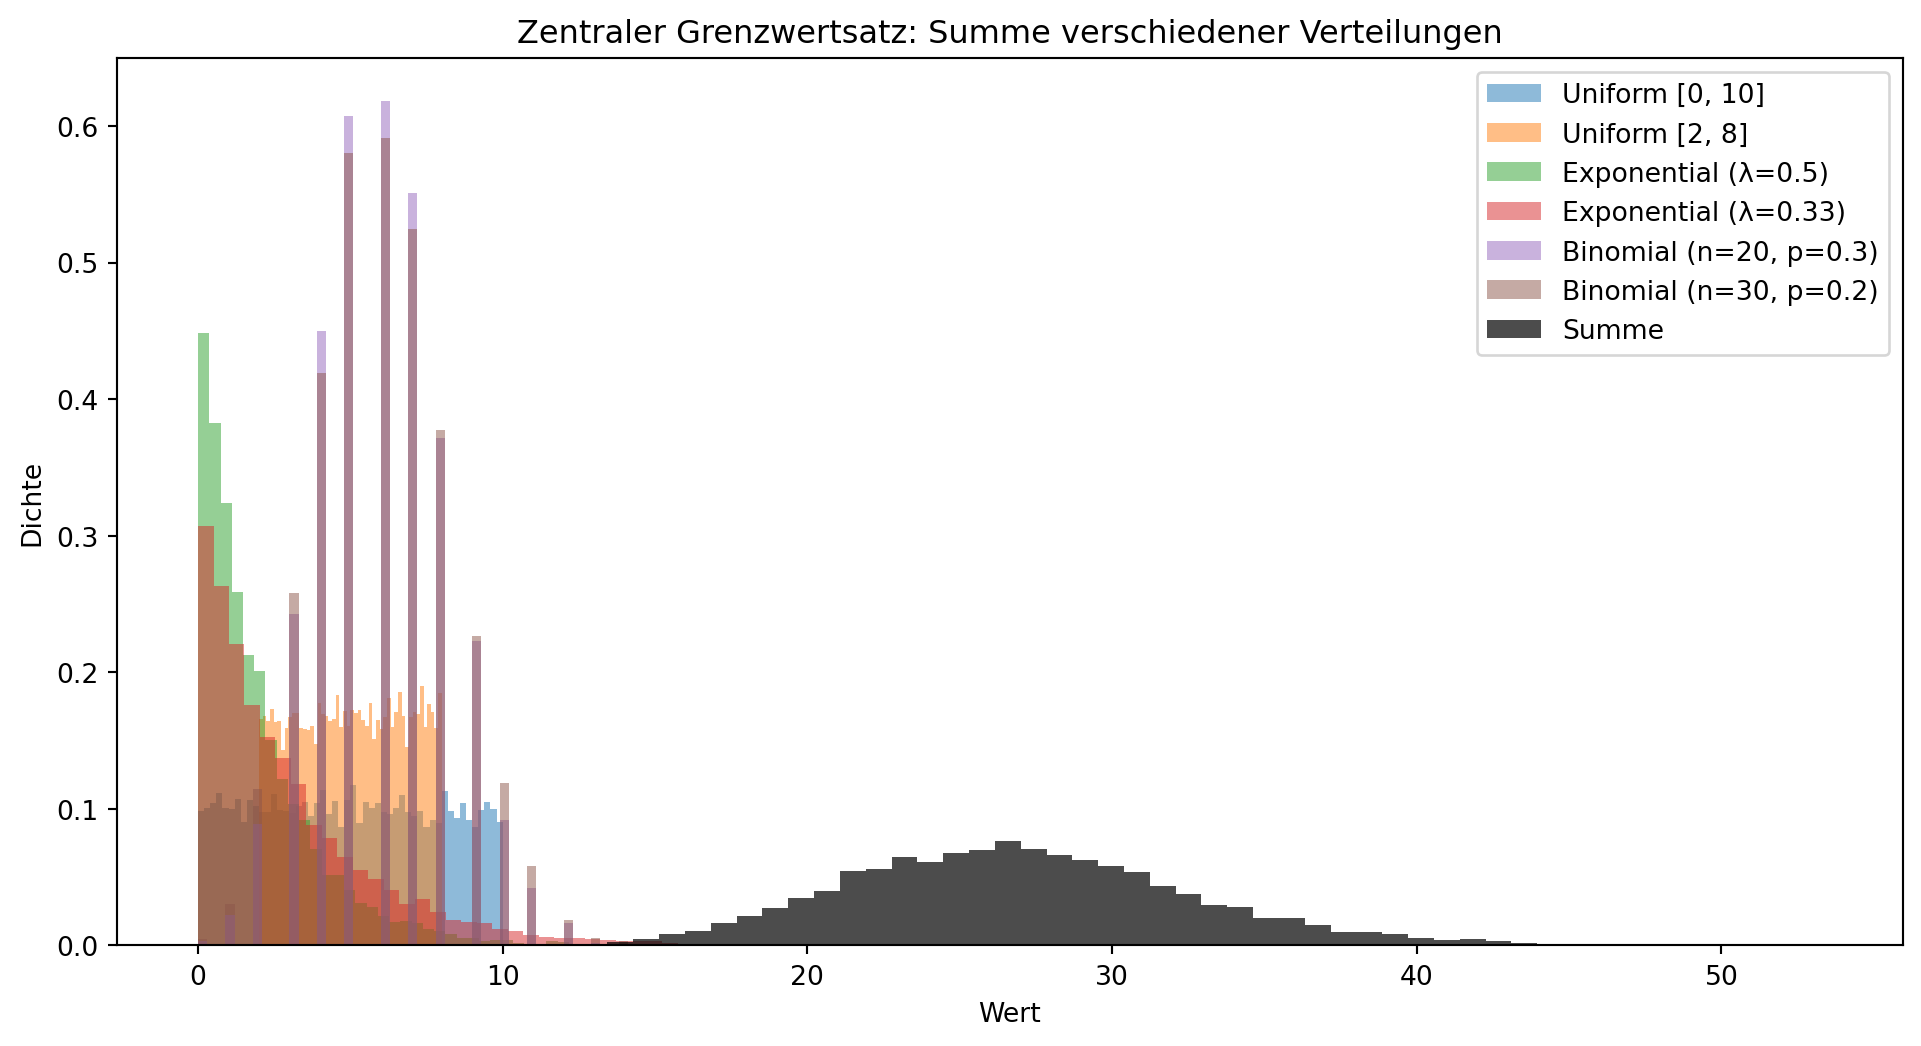 Zentraler Grenzwertsatz: Summe verschiedener Verteilungen
Uniform [0, 10]
Uniform [2, 8]
Exponential (λ=0.5)
Exponential (λ=0.33)
Binomial (n=20, p=0.3)
Binomial (n=30, p=0.2)
Summe
Dichte
0.6
0.5
0.4
0.3
0.2
0.1
0.0
0 10 20 30 40 50
Wert